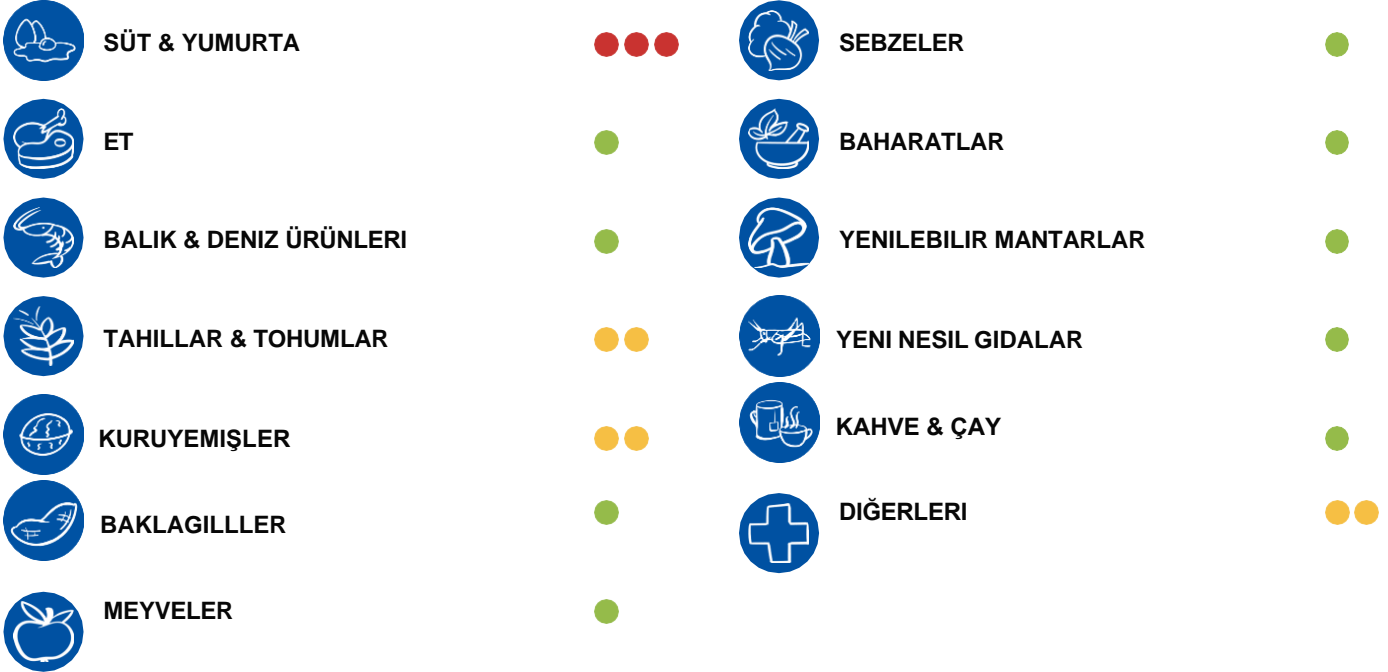 SÜT & YUMURTA
ET
BALIK & DENIZ ÜRÜNLERI
TAHILLAR & TOHUMLAR
KURUYEMIŞLER
BAKLAGILLLER
MEYVELER
SEBZELER
BAHARATLAR
YENILEBILIR MANTARLAR
YENI NESIL GIDALAR
KAHVE & ÇAY
DIĞERLERI